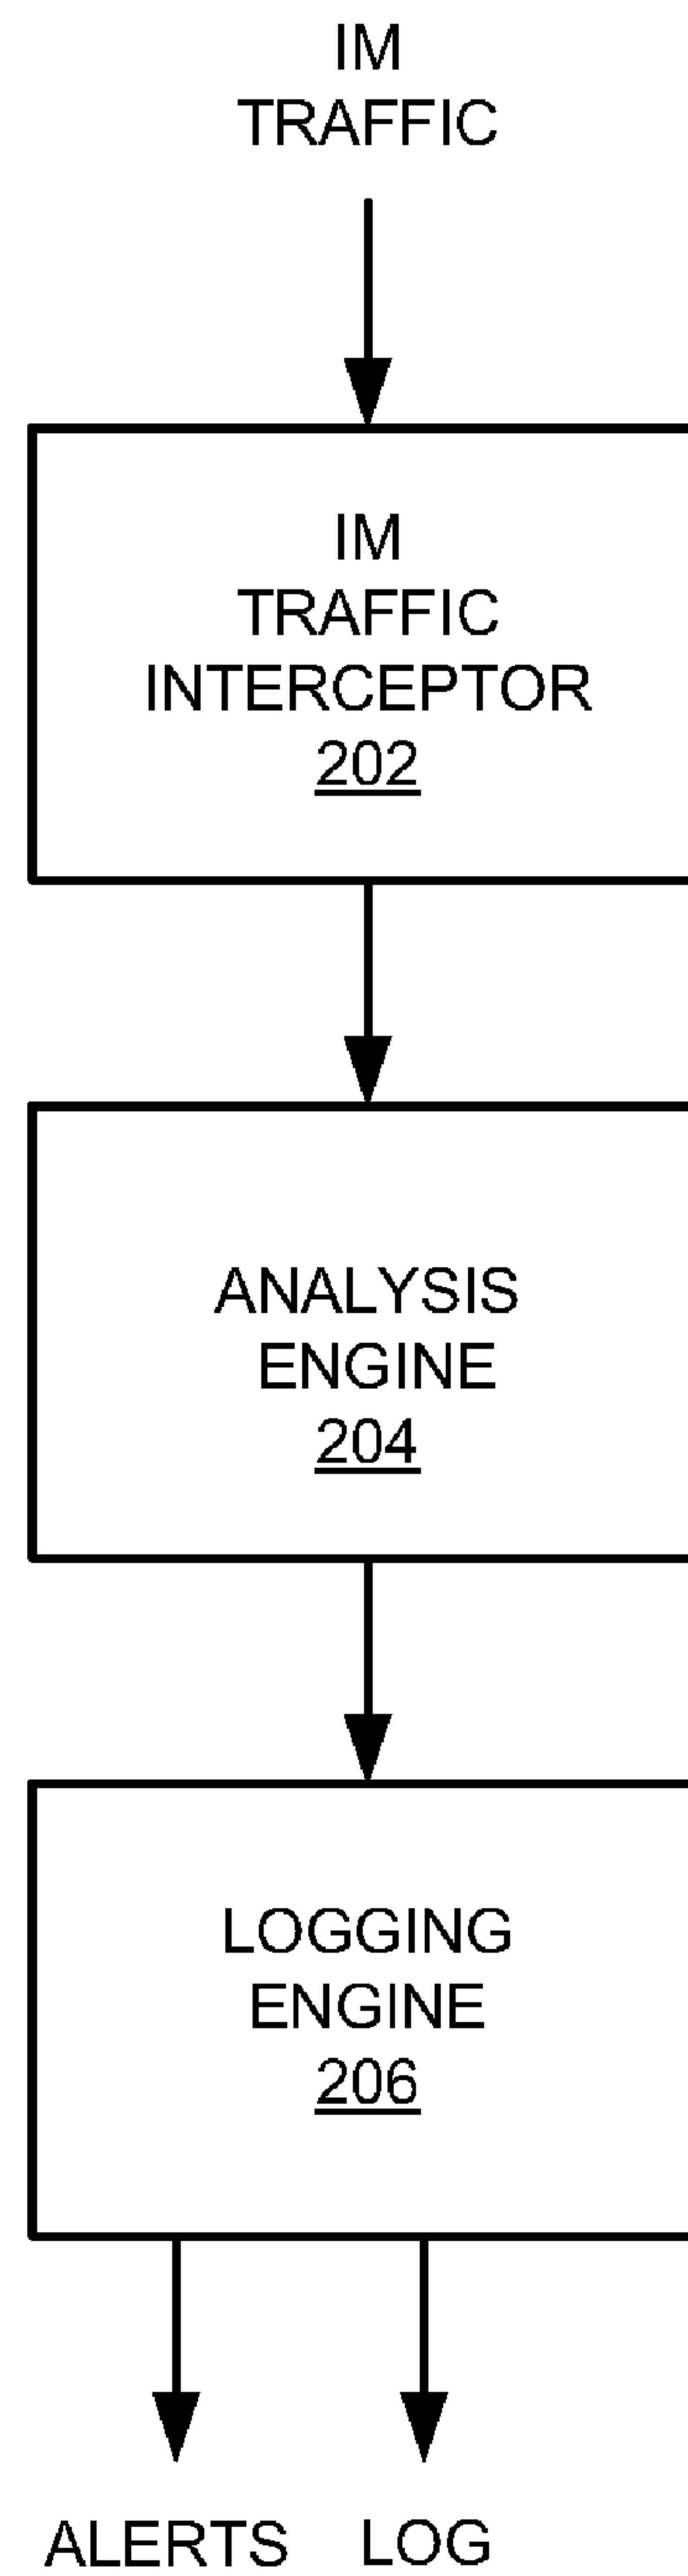 IM
TRAFFIC
IM
TRAFFIC
INTERCEPTOR
202
ANALYSIS
ENGINE
204
LOGGING
ENGINE
206
ALERTS LOG